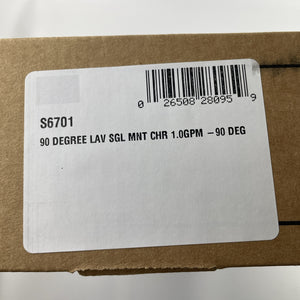 0 26508 28095 9
S6701
90 DEGREE LAV SGL MNT CHR 1.0GPM –90 DEG